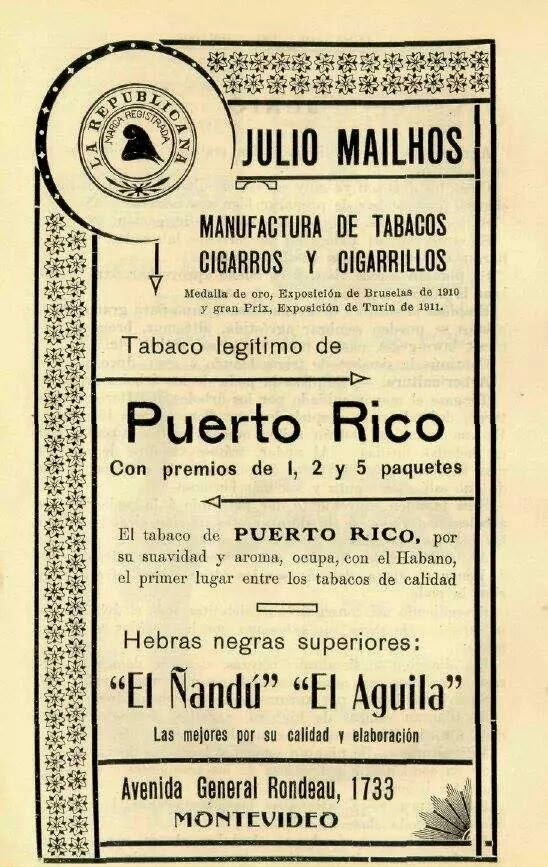 LA REPUBLICANA
MARCA REGISTRADA
JULIO MAILHOS
MANUFACTURA DE TABACOS
CIGARROS Y CIGARRILLOS
Medalla de oro, Exposición de Bruselas de 1910
y gran Prix, Exposición de Turin de 1911.
Tabaco legítimo de
Puerto Rico
Con premios de 1, 2 y 5 paquetes
El tabaco de PUERTO RICO, por
su suavidad y aroma, ocupa, con el Habano,
el primer lugar entre los tabacos de calidad
Hebras negras superiores:
"El Ñandú" "El Aguila"
Las mejores por su calidad y elaboración
Avenida General Rondeau, 1733
MONTEVIDEO